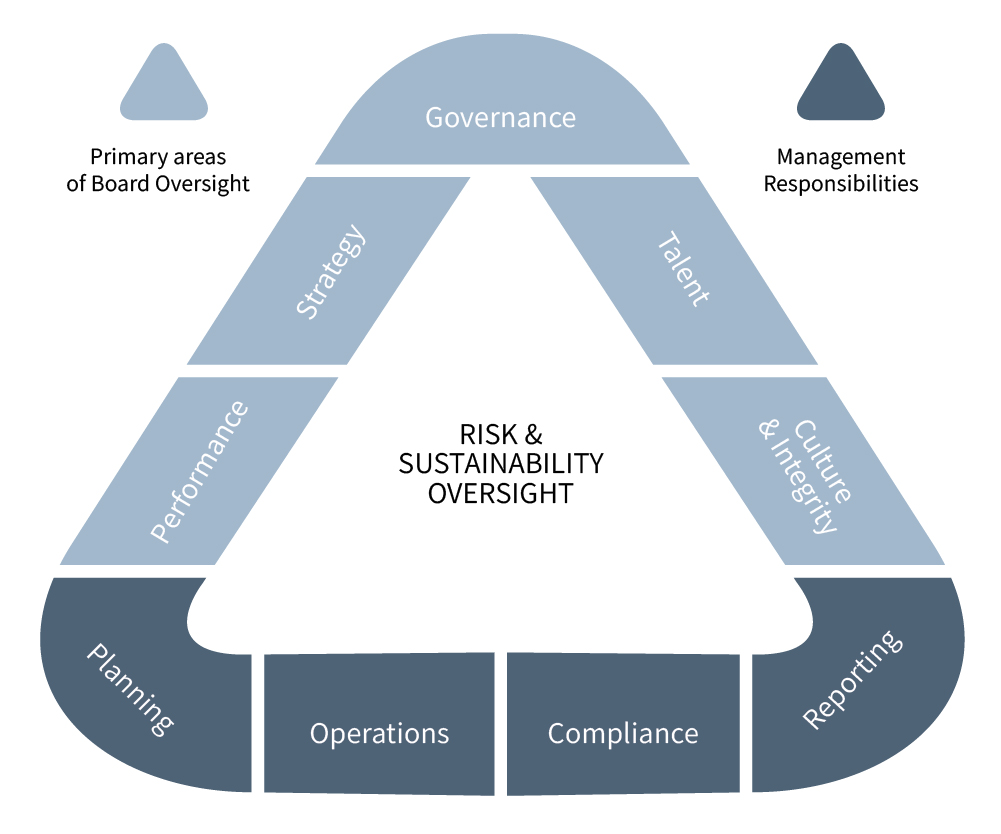 Governance
Primary areas
of Board Oversight
Management
Responsibilities
Strategy
Talent
Performance
Culture
& Integrity
RISK &
SUSTAINABILITY
OVERSIGHT
Planning
Operations
Compliance
Reporting